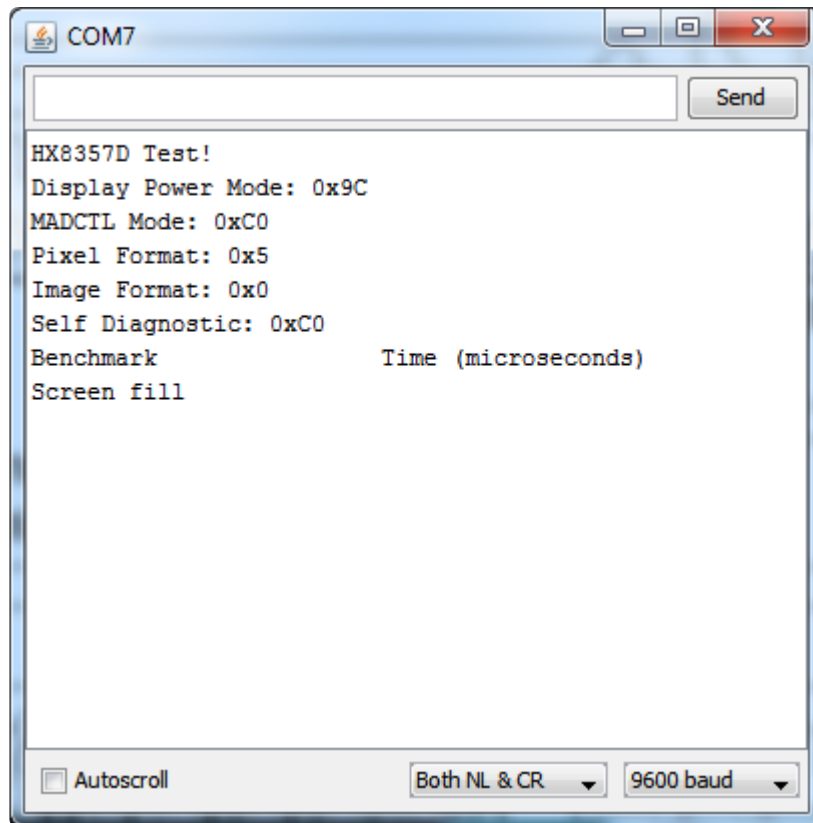 COM7
Send
HX8357D Test!
Display Power Mode: 0x9C
MADCTL Mode: 0xC0
Pixel Format: 0x5
Image Format: 0x0
Self Diagnostic: 0xC0
Benchmark                Time (microseconds)
Screen fill
Autoscroll Both NL & CR 9600 baud